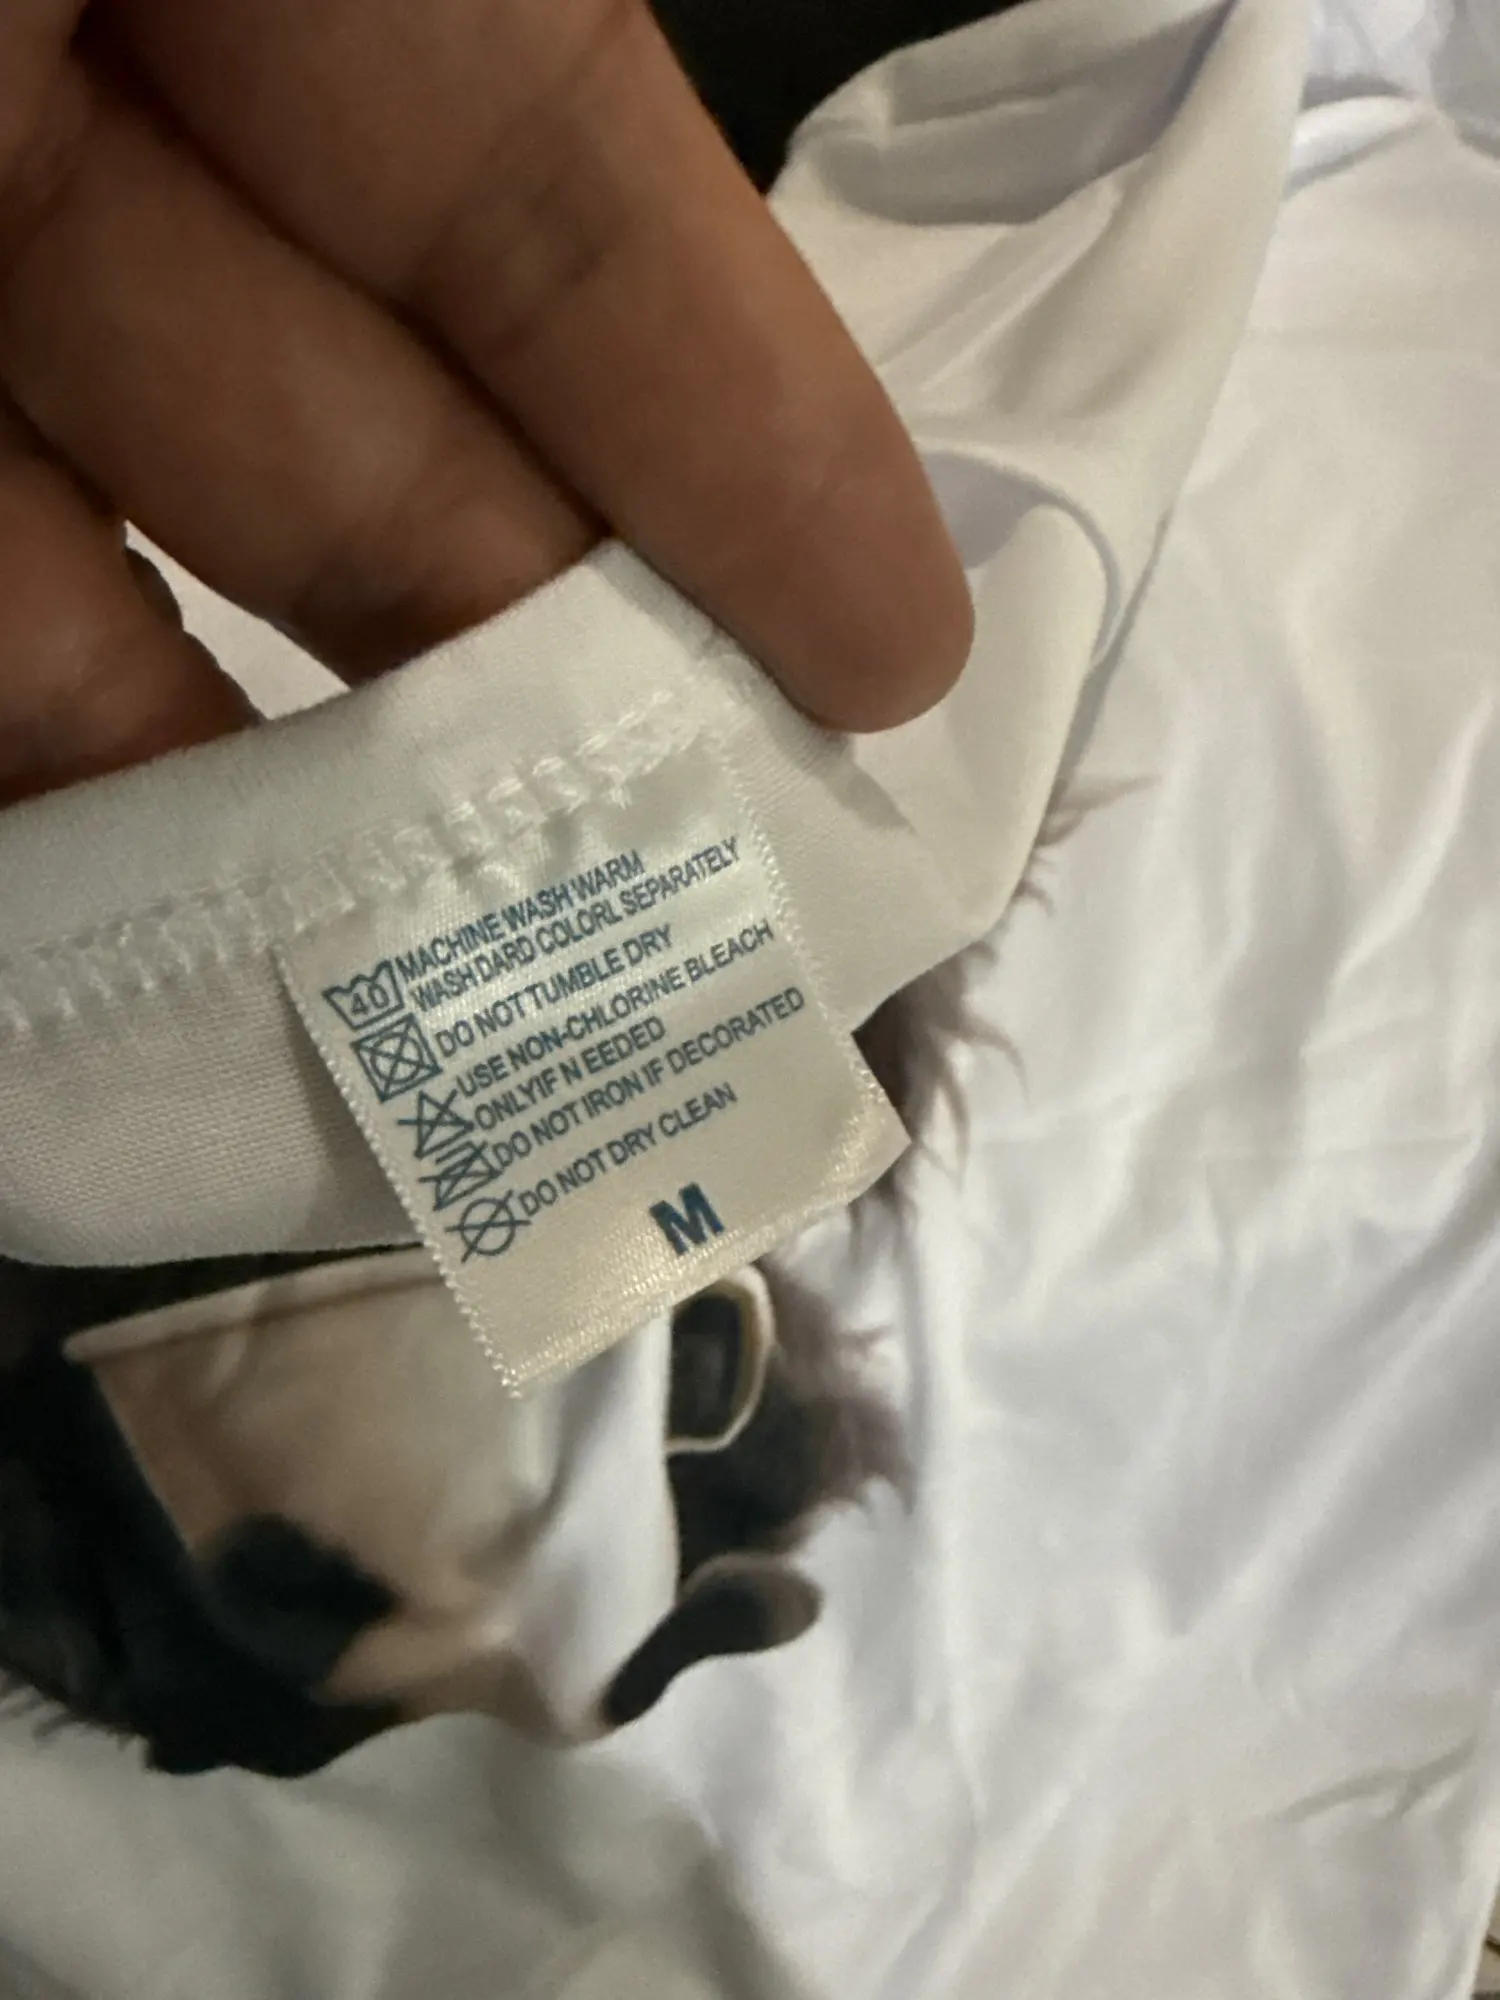 40 MACHINE WASH WARM
WASH DARD COLORL SEPARATELY
DO NOT TUMBLE DRY
USE NON-CHLORINE BLEACH
ONLYIF N EEDED
DO NOT IRON IF DECORATED
DO NOT DRY CLEAN
M